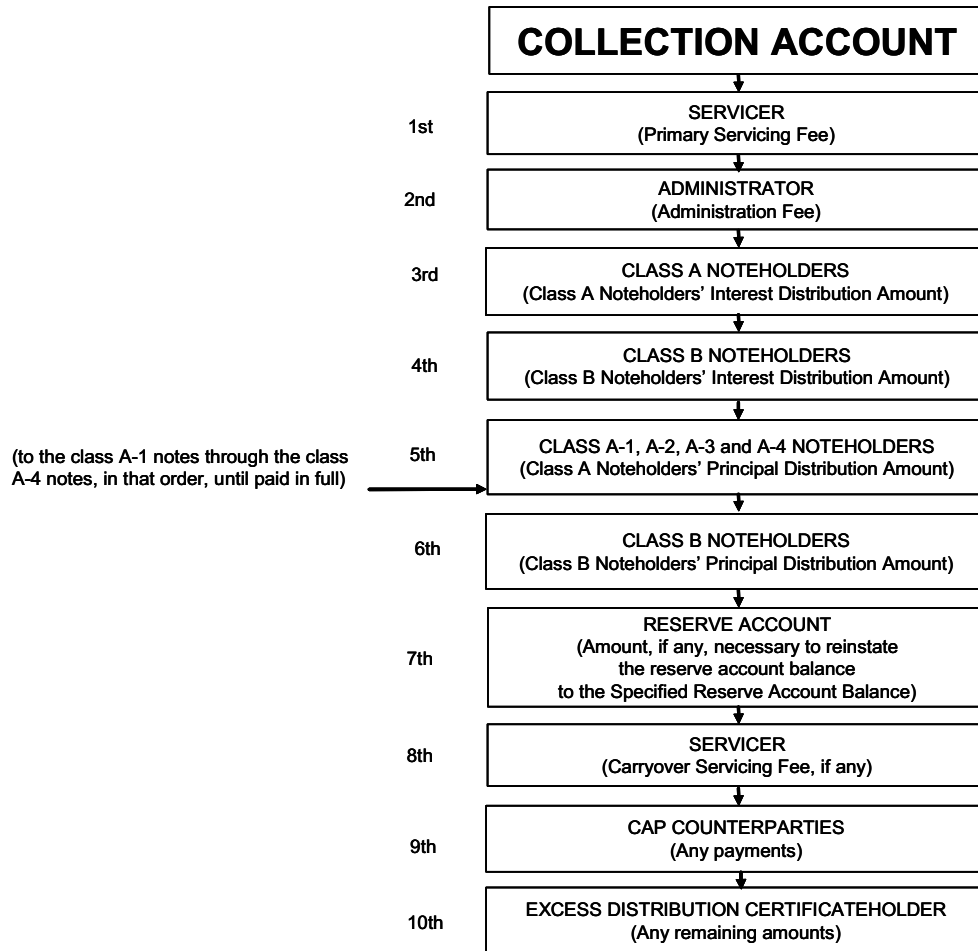 COLLECTION ACCOUNT
1st
SERVICER
(Primary Servicing Fee)
2nd
ADMINISTRATOR
(Administration Fee)
3rd
CLASS A NOTEHOLDERS
(Class A Noteholders’ Interest Distribution Amount)
4th
CLASS B NOTEHOLDERS
(Class B Noteholders’ Interest Distribution Amount)
(to the class A-1 notes through the class
A-4 notes, in that order, until paid in full)
5th
CLASS A-1, A-2, A-3 and A-4 NOTEHOLDERS
(Class A Noteholders’ Principal Distribution Amount)
6th
CLASS B NOTEHOLDERS
(Class B Noteholders’ Principal Distribution Amount)
7th
RESERVE ACCOUNT
(Amount, if any, necessary to reinstate
the reserve account balance
to the Specified Reserve Account Balance)
8th
SERVICER
(Carryover Servicing Fee, if any)
9th
CAP COUNTERPARTIES
(Any payments)
10th
EXCESS DISTRIBUTION CERTIFICATEHOLDER
(Any remaining amounts)